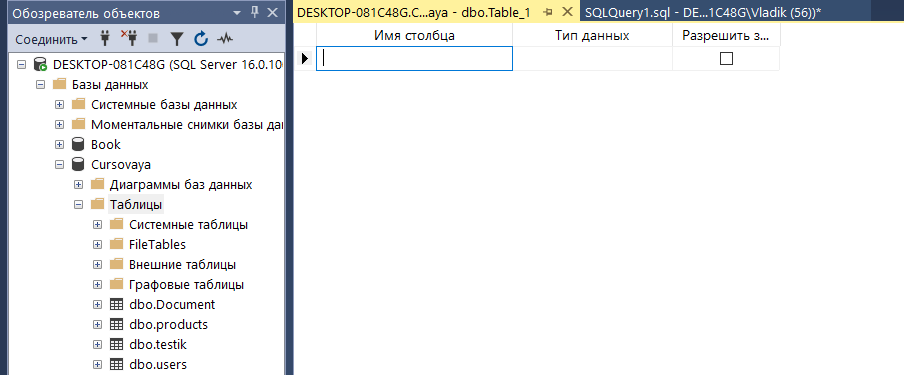 Обозреватель объектов
Соединить
DESKTOP-081C48G (SQL Server 16.0.10
Базы данных
Системные базы данных
Моментальные снимки базы да
Book
Cursovaya
Диаграммы баз данных
Таблицы
Системные таблицы
FileTables
Внешние таблицы
Графовые таблицы
dbo.Document
dbo.products
dbo.testik
dbo.users
DESKTOP-081C48G.C...aya - dbo.Table_1
SQLQuery1.sql - DE...1C48G\Vladik (56))*
Имя столбца
Тип данных
Разрешить з...